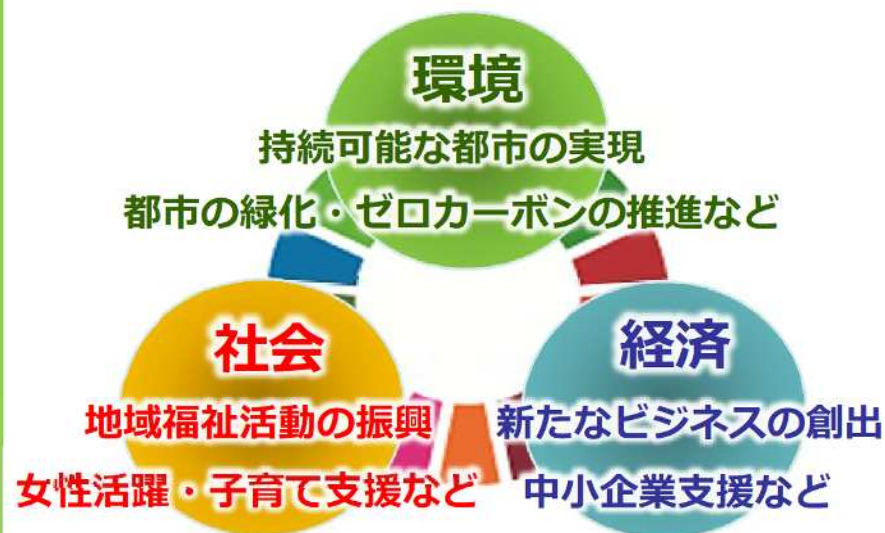 環境
持続可能な都市の実現
都市の緑化・ゼロカーボンの推進など
社会
地域福祉活動の振興
女性活躍・子育て支援など
経済
新たなビジネスの創出
中小企業支援など